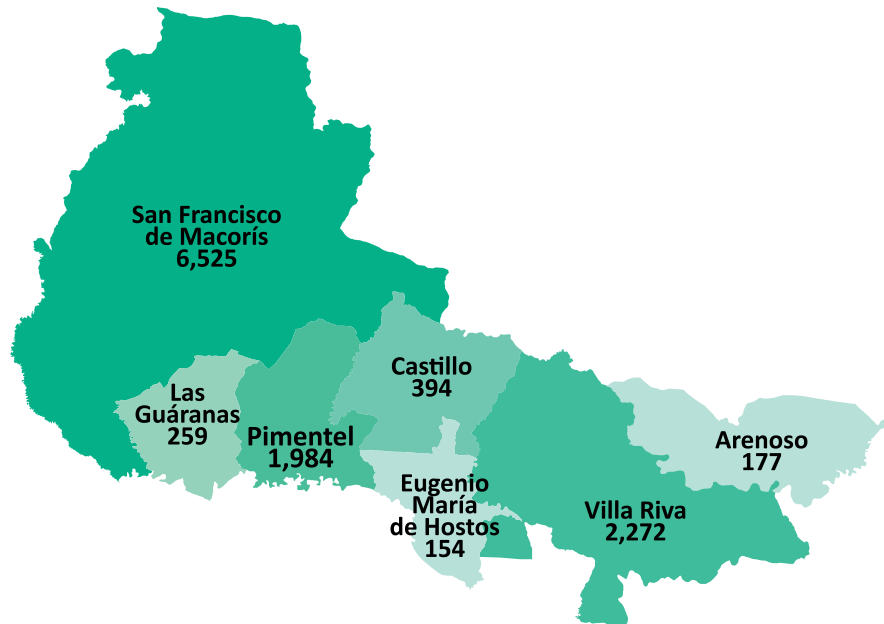 San Francisco
de Macorís
6,525
Castillo
394
Las
Guáranas
259
Pimentel
1,984
Arenoso
177
Eugenio
María
de Hostos
154
Villa Riva
2,272